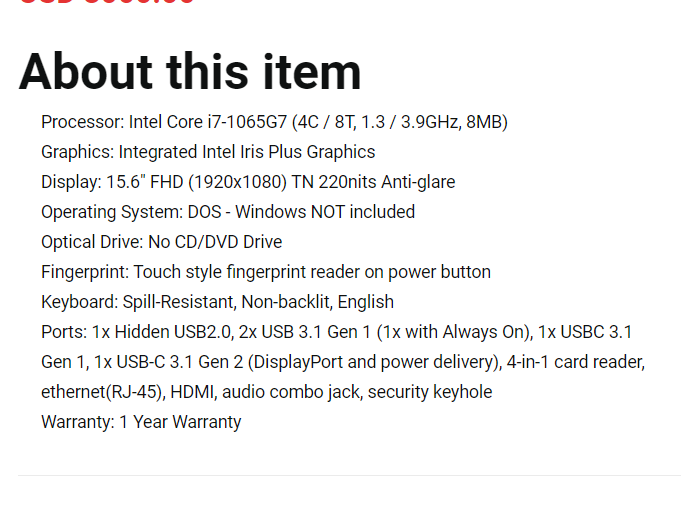 About this item
Processor: Intel Core i7-1065G7 (4C / 8T, 1.3 / 3.9GHz, 8MB)
Graphics: Integrated Intel Iris Plus Graphics
Display: 15.6" FHD (1920x1080) TN 220nits Anti-glare
Operating System: DOS - Windows NOT included
Optical Drive: No CD/DVD Drive
Fingerprint: Touch style fingerprint reader on power button
Keyboard: Spill-Resistant, Non-backlit, English
Ports: 1x Hidden USB2.0, 2x USB 3.1 Gen 1 (1x with Always On), 1x USBC 3.1
Gen 1, 1x USB-C 3.1 Gen 2 (DisplayPort and power delivery), 4-in-1 card reader,
ethernet(RJ-45), HDMI, audio combo jack, security keyhole
Warranty: 1 Year Warranty